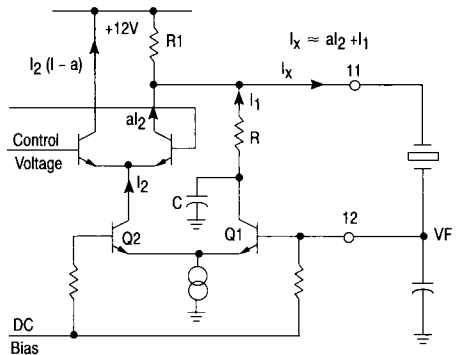 +12V
R1
Iₓ ≈ aI₂ +I₁
I₂ (I – a)
Iₓ
11
aI₂
I₁
R
Control
Voltage
I₂
C
12
Q2
Q1
VF
DC
Bias